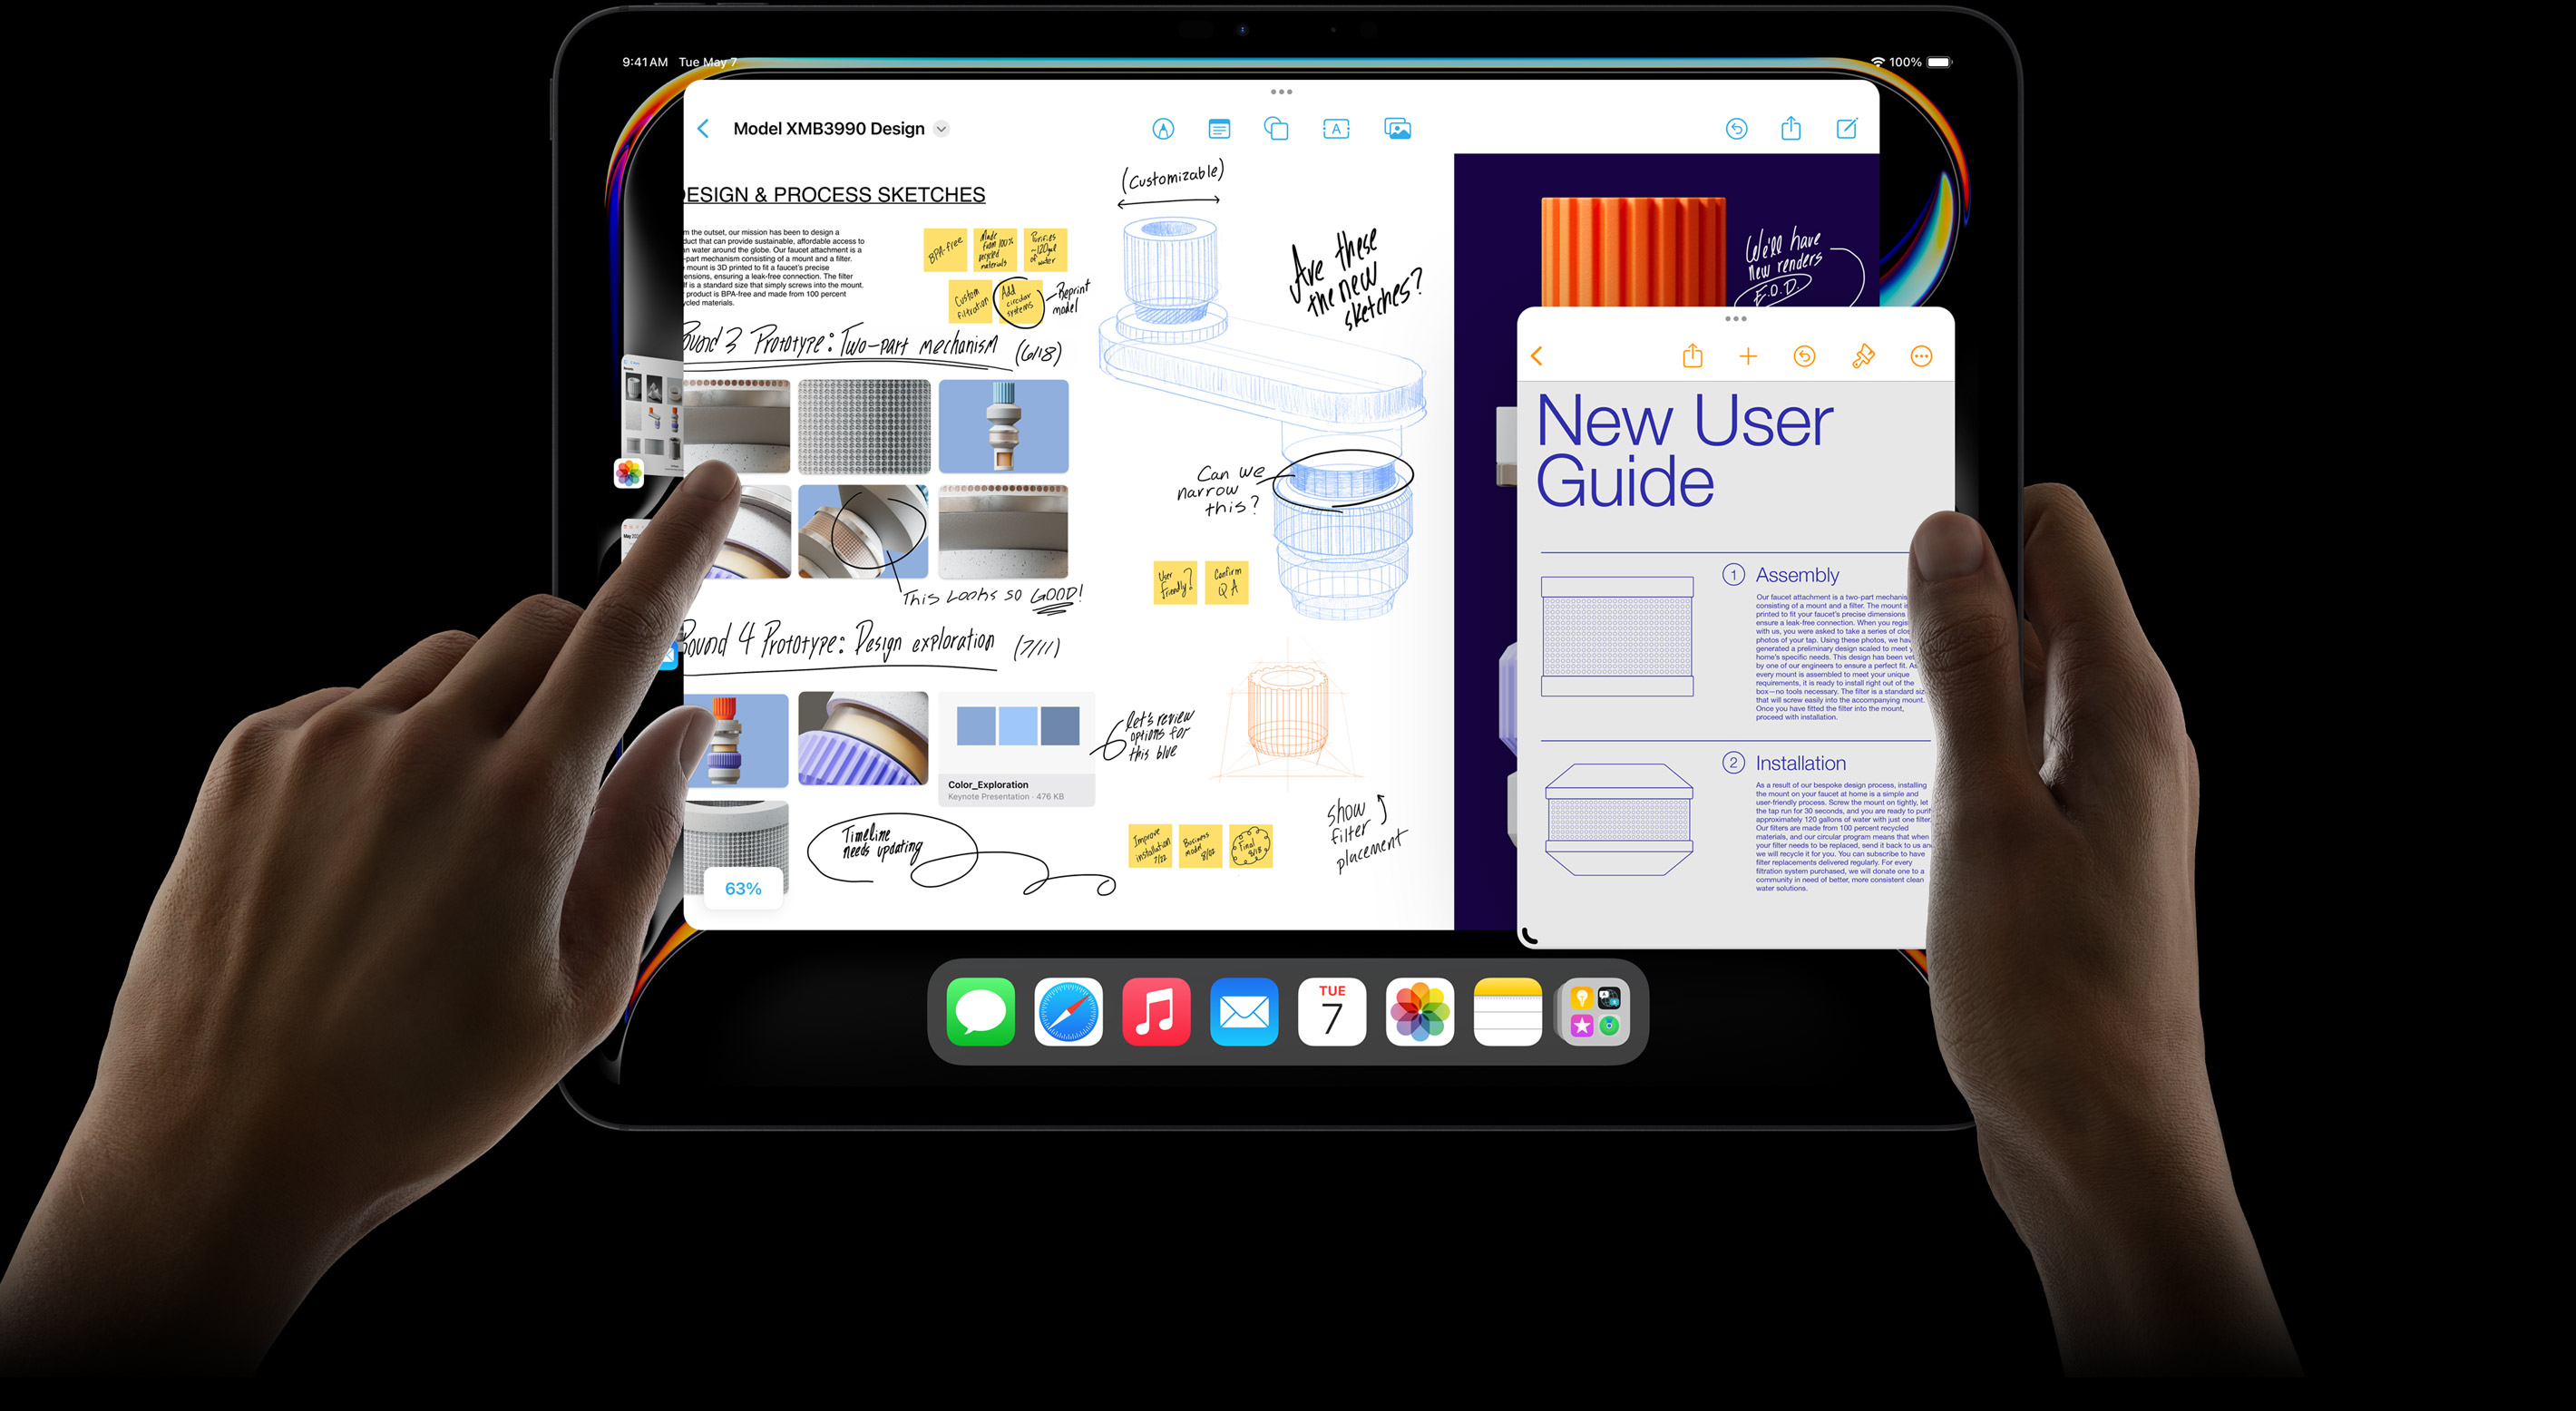 9:41 AM Tue May 7
100%
Model XMB3990 Design
A
DESIGN & PROCESS SKETCHES
m the outset, our mission has been to design a
duct that can provide sustainable, affordable access to
n water around the globe. Our faucet attachment is a
-part mechanism consisting of a mount and a filter.
mount is 3D printed to fit a faucet's precise
ensions, ensuring a leak-free connection. The filter
lf is a standard size that simply screws into the mount.
product is BPA-free and made from 100 percent
ycled materials.
BPA-free
Made
from 100%
recycled
materials
Purifies
~120gal
of water
Custom
filtration
Add
circular
systems
Reprint
model
Round 3 Prototype: Two-part mechanism (6/18)
This Looks so GOOD!
Round 4 Prototype: Design exploration (7/11)
Color_Exploration
Keynote Presentation · 476 KB
let's review
options for
this blue
Timeline
needs updating
63%
(Customizable)
Are these
the new
sketches?
Can we
narrow
this?
User
Friendly?
Confirm
QA
Improve
installation
7/22
Business
model
8/02
Final
8/18
show
filter
placement
We'll have
new renders
E.O.D.
New User
Guide
1 Assembly
Our faucet attachment is a two-part mechanis
consisting of a mount and a filter. The mount is
printed to fit your faucet's precise dimensions
ensure a leak-free connection. When you regis
with us, you were asked to take a series of clos
photos of your tap. Using these photos, we hav
generated a preliminary design scaled to meet y
home's specific needs. This design has been vet
by one of our engineers to ensure a perfect fit. As
every mount is assembled to meet your unique
requirements, it is ready to install right out of the
box—no tools necessary. The filter is a standard siz
that will screw easily into the accompanying mount.
Once you have fitted the filter into the mount,
proceed with installation.
2 Installation
As a result of our bespoke design process, installing
the mount on your faucet at home is a simple and
user-friendly process. Screw the mount on tightly, let
the tap run for 30 seconds, and you are ready to purif
approximately 120 gallons of water with just one filter.
Our filters are made from 100 percent recycled
materials, and our circular program means that when
your filter needs to be replaced, send it back to us an
we will recycle it for you. You can subscribe to have
filter replacements delivered regularly. For every
filtration system purchased, we will donate one to a
community in need of better, more consistent clean
water solutions.
TUE
7